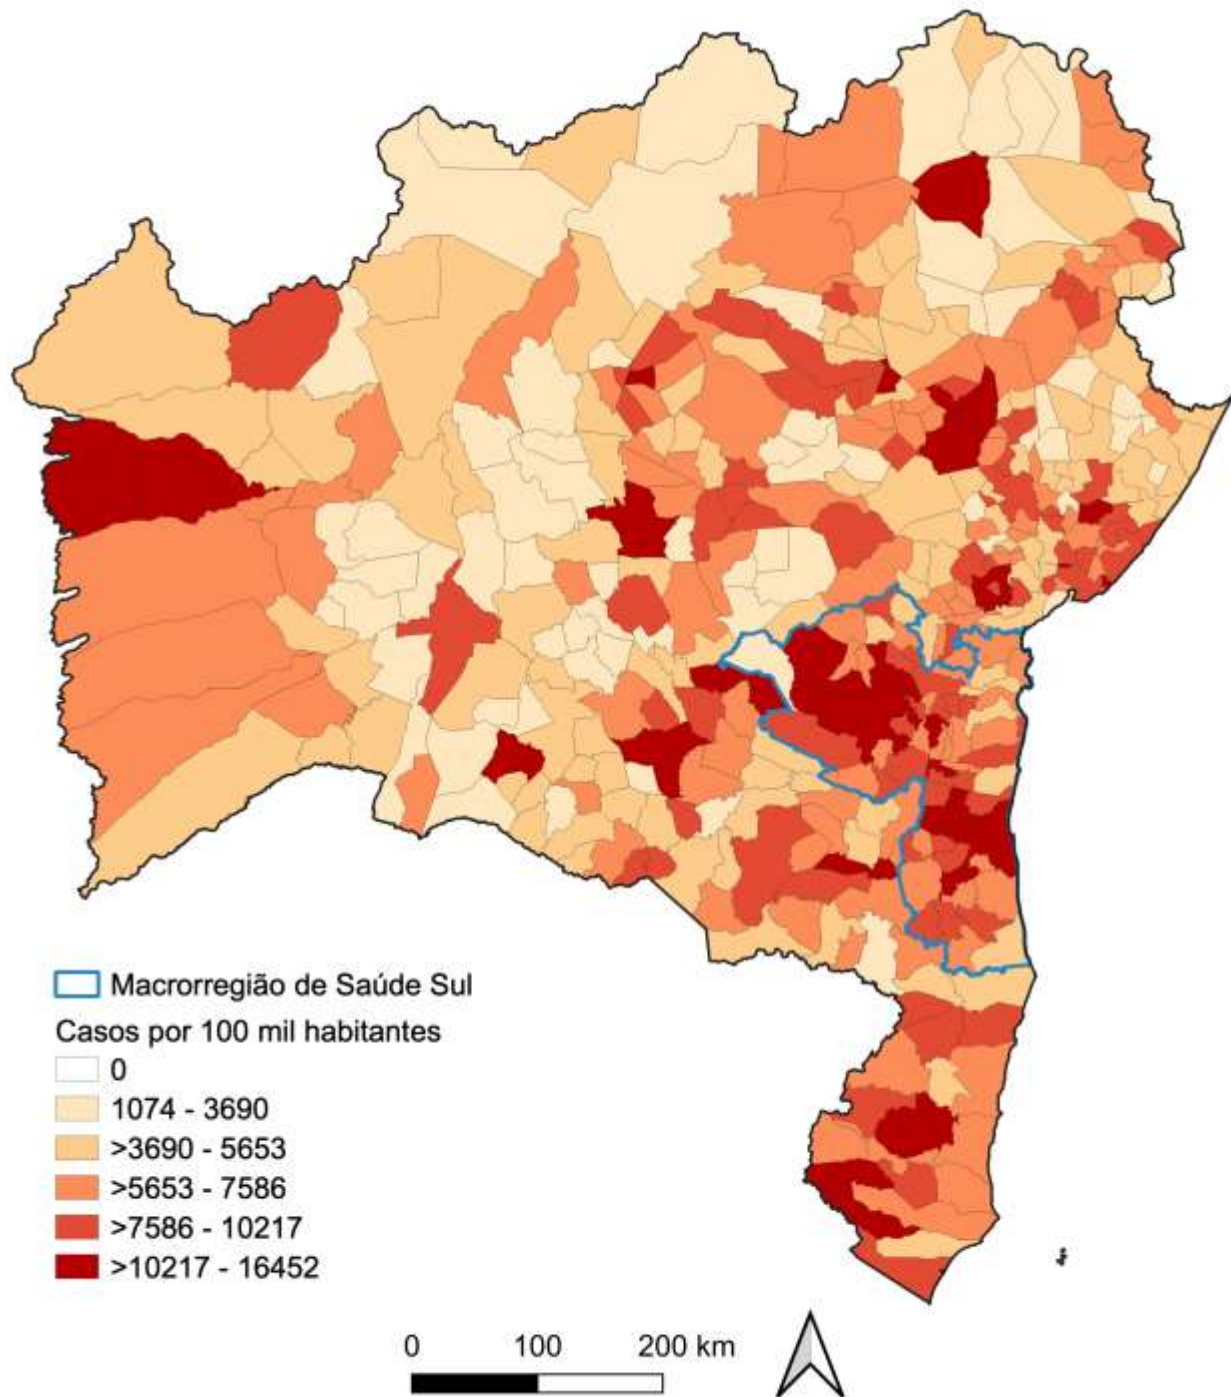 Macrorregião de Saúde Sul
Casos por 100 mil habitantes
0
1074 - 3690
>3690 - 5653
>5653 - 7586
>7586 - 10217
>10217 - 16452
0 100 200 km